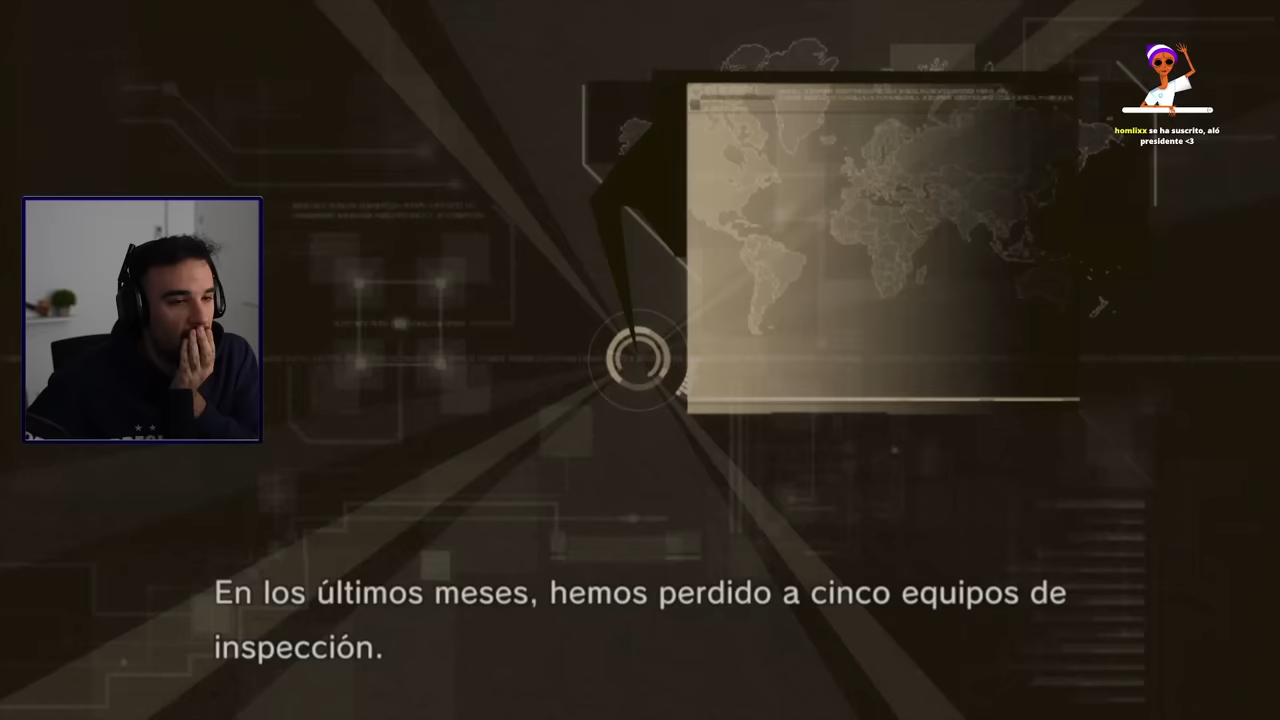 homlixx se ha suscrito, aló
presidente <3
En los últimos meses, hemos perdido a cinco equipos de
inspección.